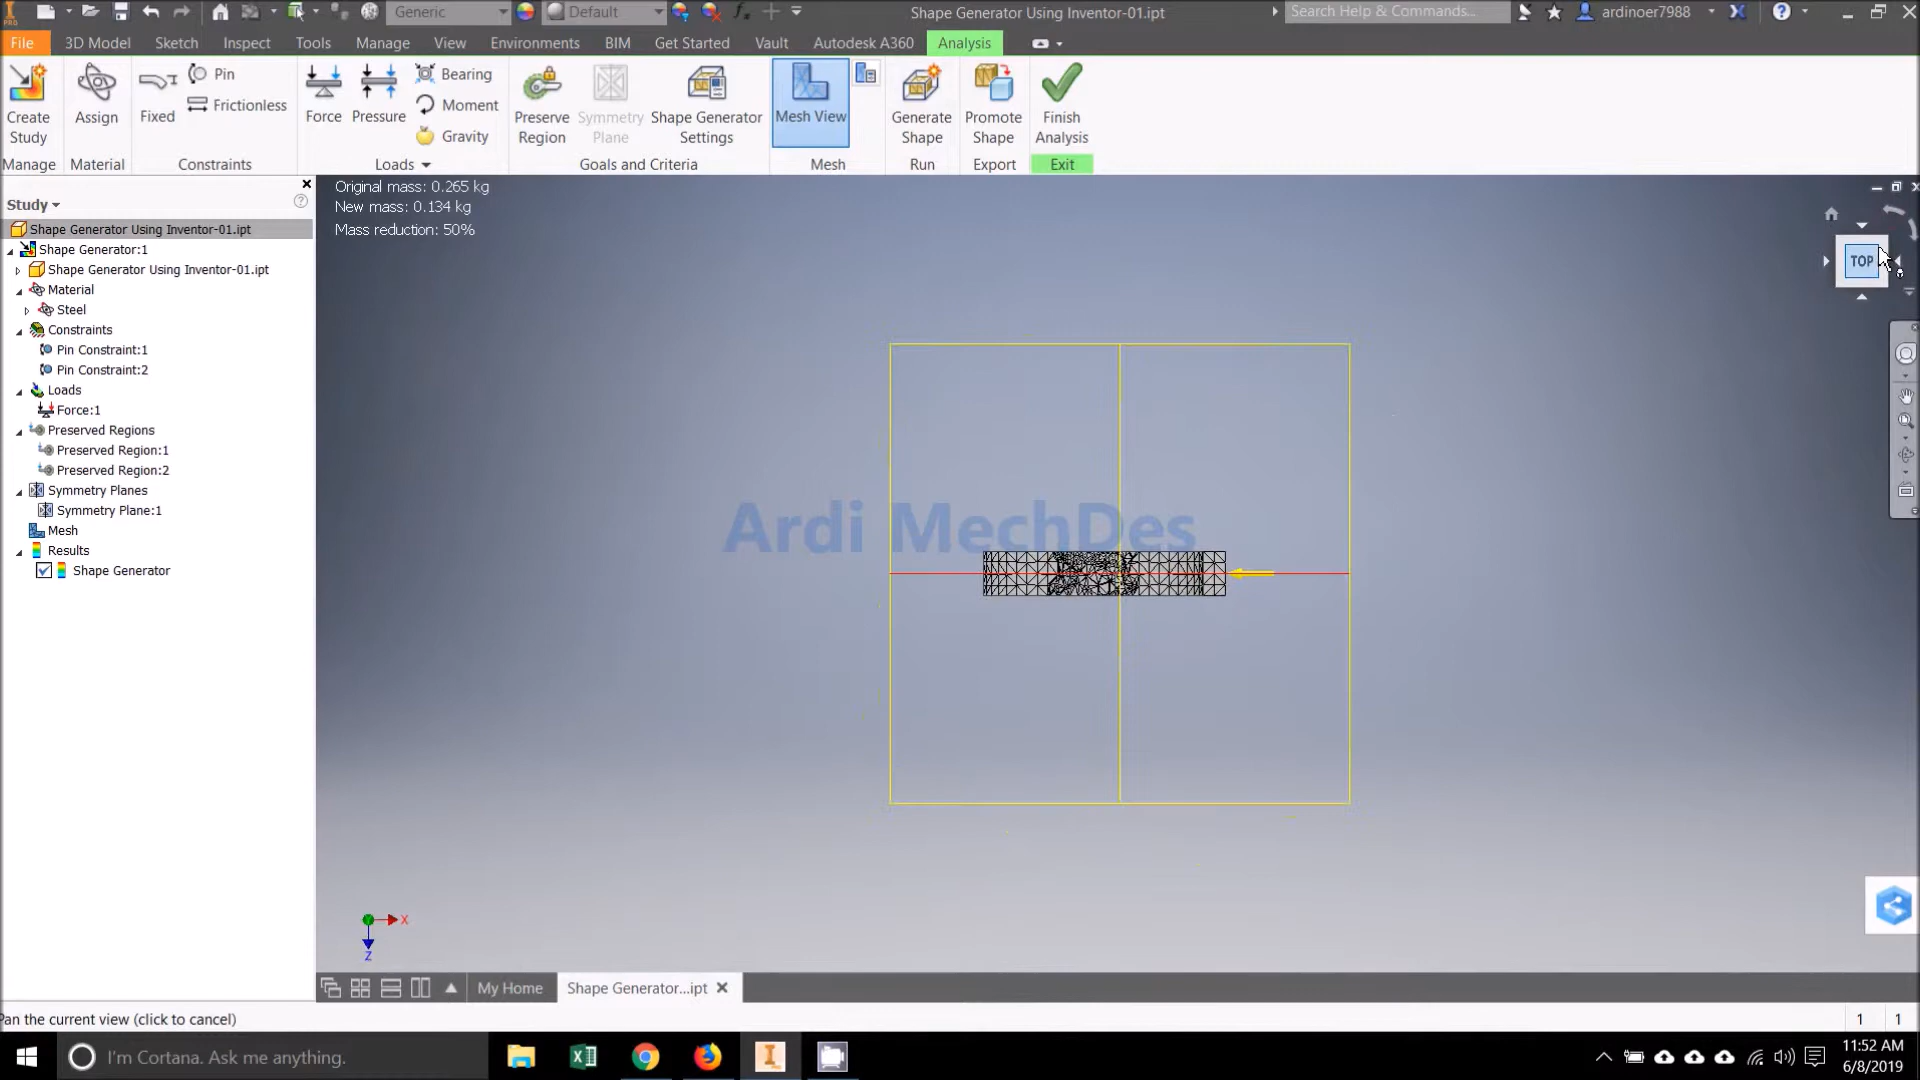 PRO
Generic
Default
Shape Generator Using Inventor-01.ipt
Search Help & Commands...
ardinoer7988
File
3D Model
Sketch
Inspect
Tools
Manage
View
Environments
BIM
Get Started
Vault
Autodesk A360
Analysis
Create
Study
Assign
Fixed
Pin
Frictionless
Force
Pressure
Bearing
Moment
Gravity
Preserve
Region
Symmetry
Plane
Shape Generator
Settings
Mesh View
Generate
Shape
Promote
Shape
Finish
Analysis
Manage
Material
Constraints
Loads
Goals and Criteria
Mesh
Run
Export
Exit
Study
Shape Generator Using Inventor-01.ipt
Shape Generator:1
Shape Generator Using Inventor-01.ipt
Material
Steel
Constraints
Pin Constraint:1
Pin Constraint:2
Loads
Force:1
Preserved Regions
Preserved Region:1
Preserved Region:2
Symmetry Planes
Symmetry Plane:1
Mesh
Results
Shape Generator
Original mass: 0.265 kg
New mass: 0.134 kg
Mass reduction: 50%
TOP
Ardi MechDes
X
Z
My Home
Shape Generator...ipt
Pan the current view (click to cancel)
1
1
I'm Cortana. Ask me anything.
11:52 AM
6/8/2019